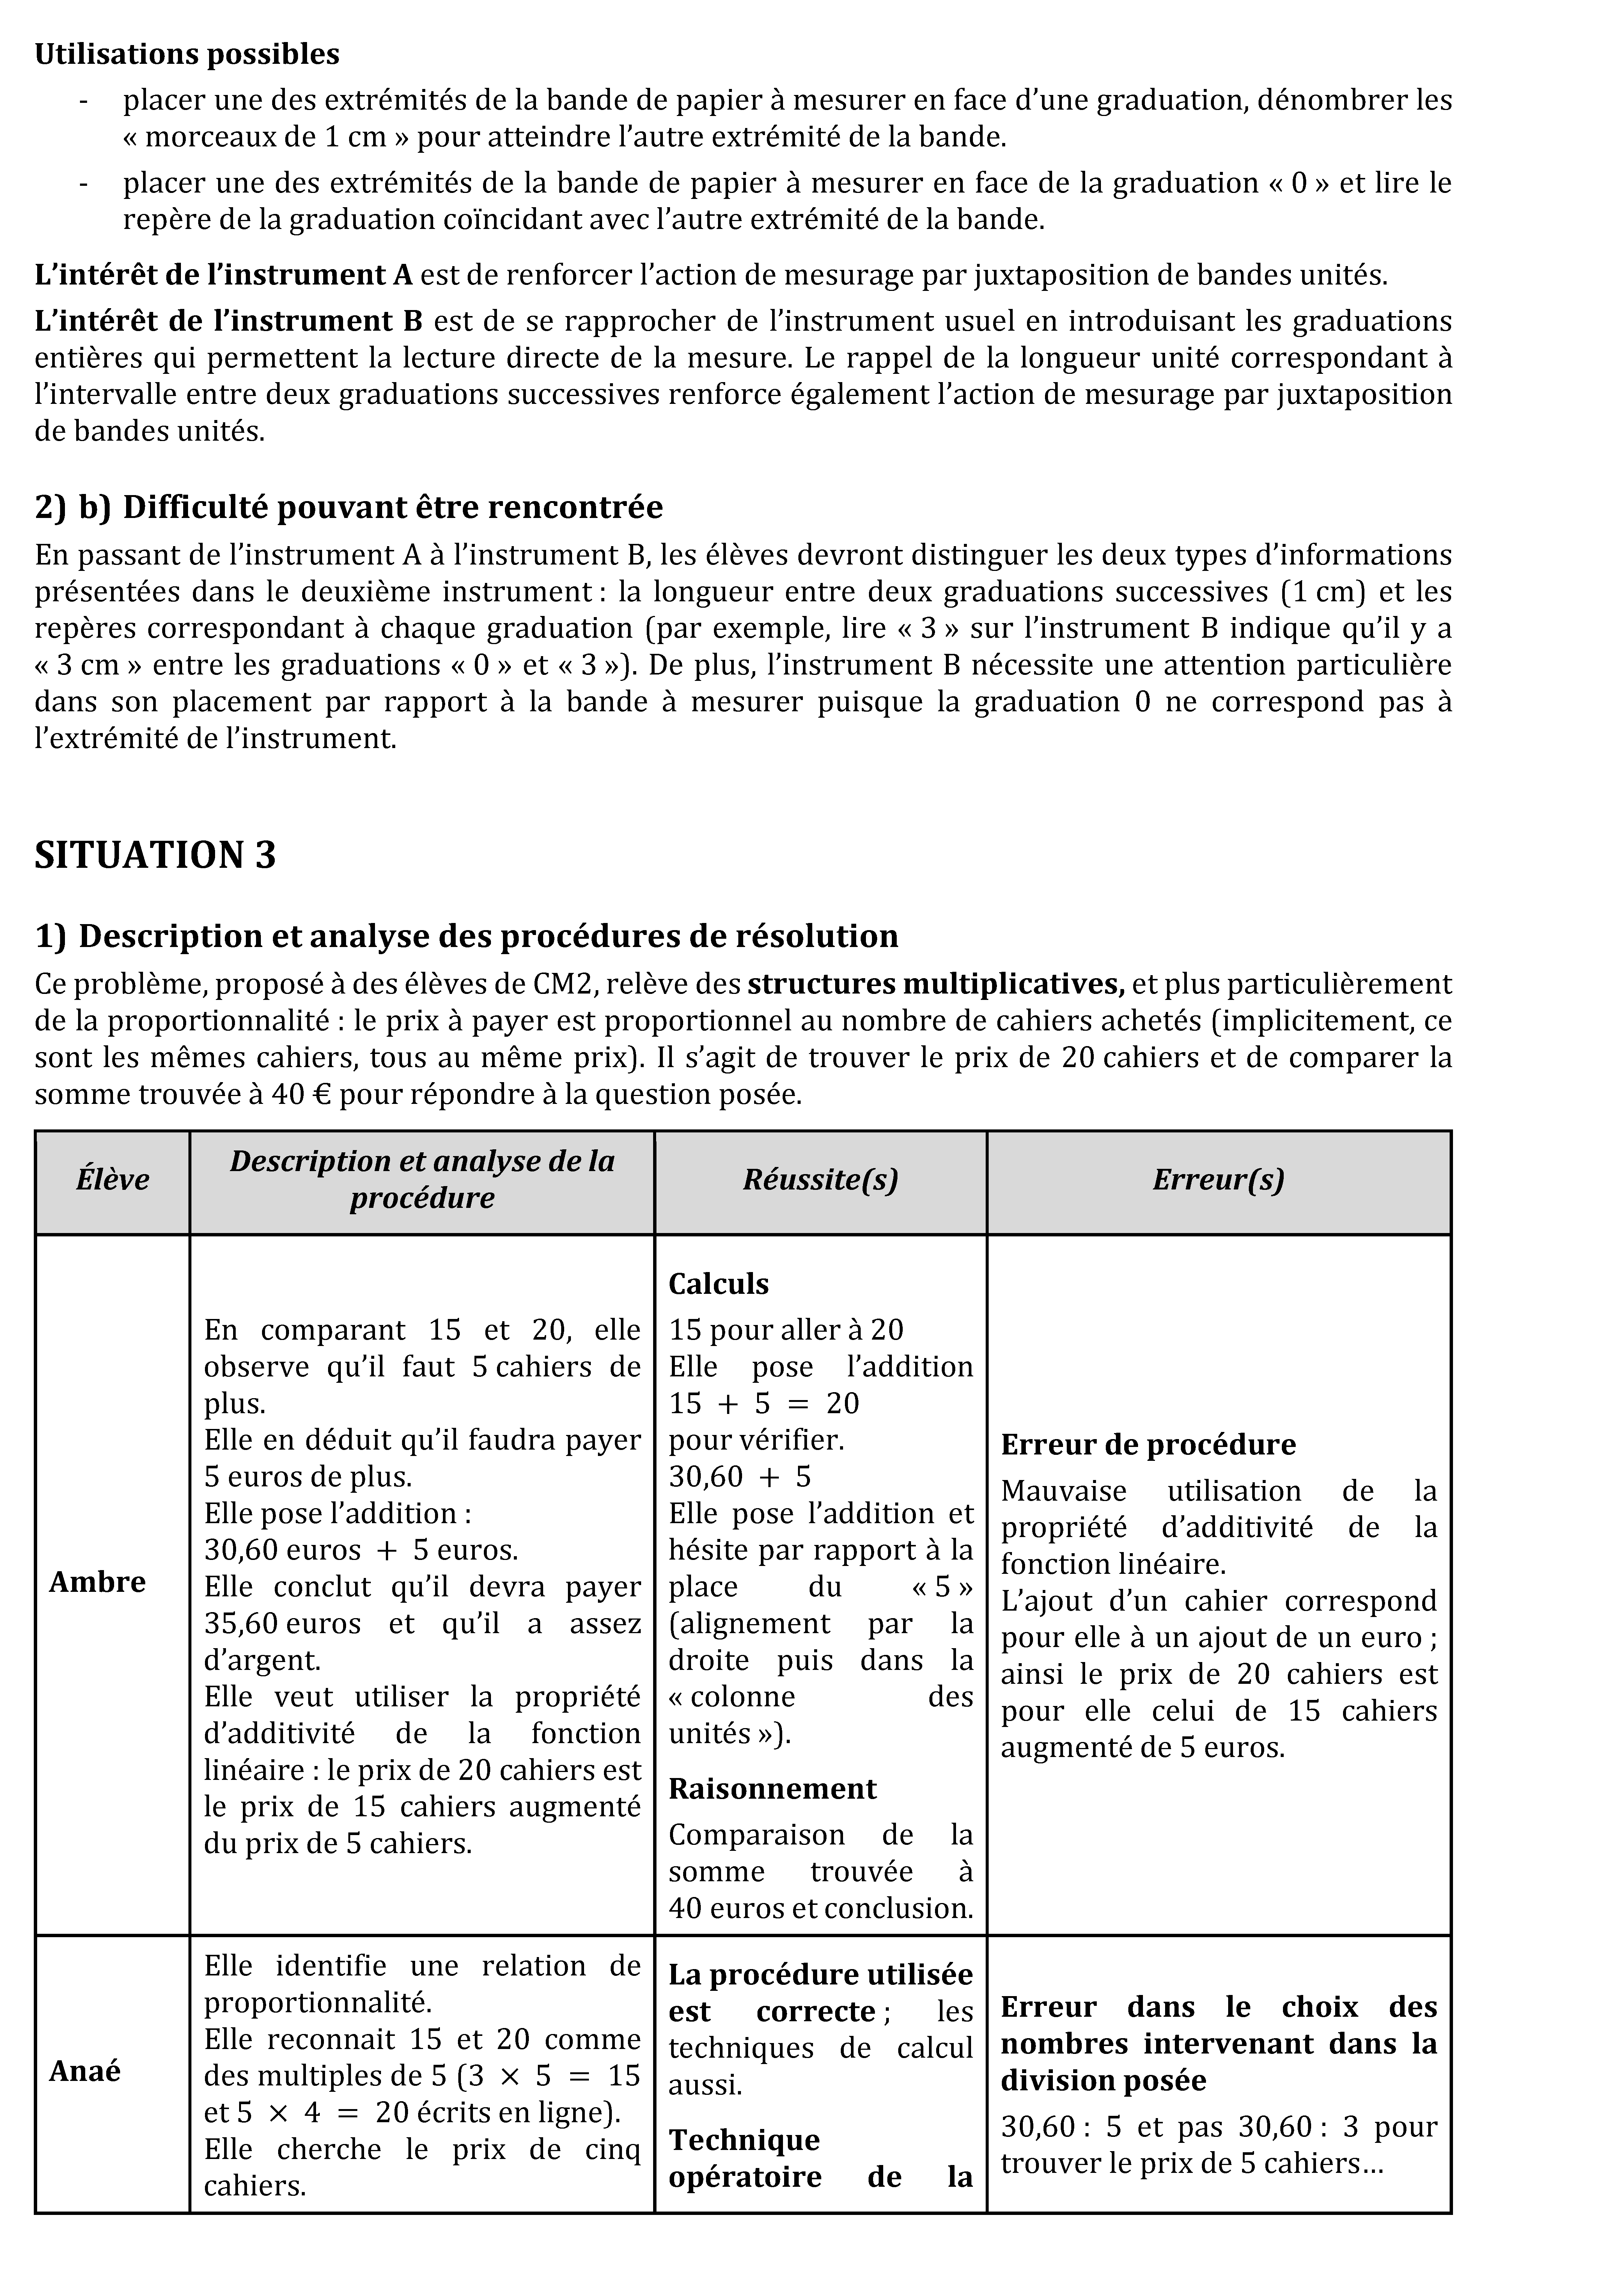 Utilisations possibles
- placer une des extrémités de la bande de papier à mesurer en face d’une graduation, dénombrer les
« morceaux de 1 cm » pour atteindre l’autre extrémité de la bande.
- placer une des extrémités de la bande de papier à mesurer en face de la graduation « 0 » et lire le
repère de la graduation coïncidant avec l’autre extrémité de la bande.
L’intérêt de l’instrument A est de renforcer l’action de mesurage par juxtaposition de bandes unités.
L’intérêt de l’instrument B est de se rapprocher de l’instrument usuel en introduisant les graduations
entières qui permettent la lecture directe de la mesure. Le rappel de la longueur unité correspondant à
l’intervalle entre deux graduations successives renforce également l’action de mesurage par juxtaposition
de bandes unités.
2) b) Difficulté pouvant être rencontrée
En passant de l’instrument A à l’instrument B, les élèves devront distinguer les deux types d’informations
présentées dans le deuxième instrument : la longueur entre deux graduations successives (1 cm) et les
repères correspondant à chaque graduation (par exemple, lire « 3 » sur l’instrument B indique qu’il y a
« 3 cm » entre les graduations « 0 » et « 3 »). De plus, l’instrument B nécessite une attention particulière
dans son placement par rapport à la bande à mesurer puisque la graduation 0 ne correspond pas à
l’extrémité de l’instrument.
SITUATION 3
1) Description et analyse des procédures de résolution
Ce problème, proposé à des élèves de CM2, relève des structures multiplicatives, et plus particulièrement
de la proportionnalité : le prix à payer est proportionnel au nombre de cahiers achetés (implicitement, ce
sont les mêmes cahiers, tous au même prix). Il s’agit de trouver le prix de 20 cahiers et de comparer la
somme trouvée à 40 € pour répondre à la question posée.
Élève
Description et analyse de la
procédure
Réussite(s)
Erreur(s)
Ambre
En comparant 15 et 20, elle
observe qu’il faut 5 cahiers de
plus.
Elle en déduit qu’il faudra payer
5 euros de plus.
Elle pose l’addition :
30,60 euros + 5 euros.
Elle conclut qu’il devra payer
35,60 euros et qu’il a assez
d’argent.
Elle veut utiliser la propriété
d’additivité de la fonction
linéaire : le prix de 20 cahiers est
le prix de 15 cahiers augmenté
du prix de 5 cahiers.
Calculs
15 pour aller à 20
Elle pose l’addition
15 + 5 = 20
pour vérifier.
30,60 + 5
Elle pose l’addition et
hésite par rapport à la
place du « 5 »
(alignement par la
droite puis dans la
« colonne des
unités »).
Raisonnement
Comparaison de la
somme trouvée à
40 euros et conclusion.
Erreur de procédure
Mauvaise utilisation de la
propriété d’additivité de la
fonction linéaire.
L’ajout d’un cahier correspond
pour elle à un ajout de un euro ;
ainsi le prix de 20 cahiers est
pour elle celui de 15 cahiers
augmenté de 5 euros.
Anaé
Elle identifie une relation de
proportionnalité.
Elle reconnait 15 et 20 comme
des multiples de 5 (3 × 5 = 15
et 5 × 4 = 20 écrits en ligne).
Elle cherche le prix de cinq
cahiers.
La procédure utilisée
est correcte ; les
techniques de calcul
aussi.
Technique
opératoire de la
Erreur dans le choix des
nombres intervenant dans la
division posée
30,60 : 5 et pas 30,60 : 3 pour
trouver le prix de 5 cahiers…